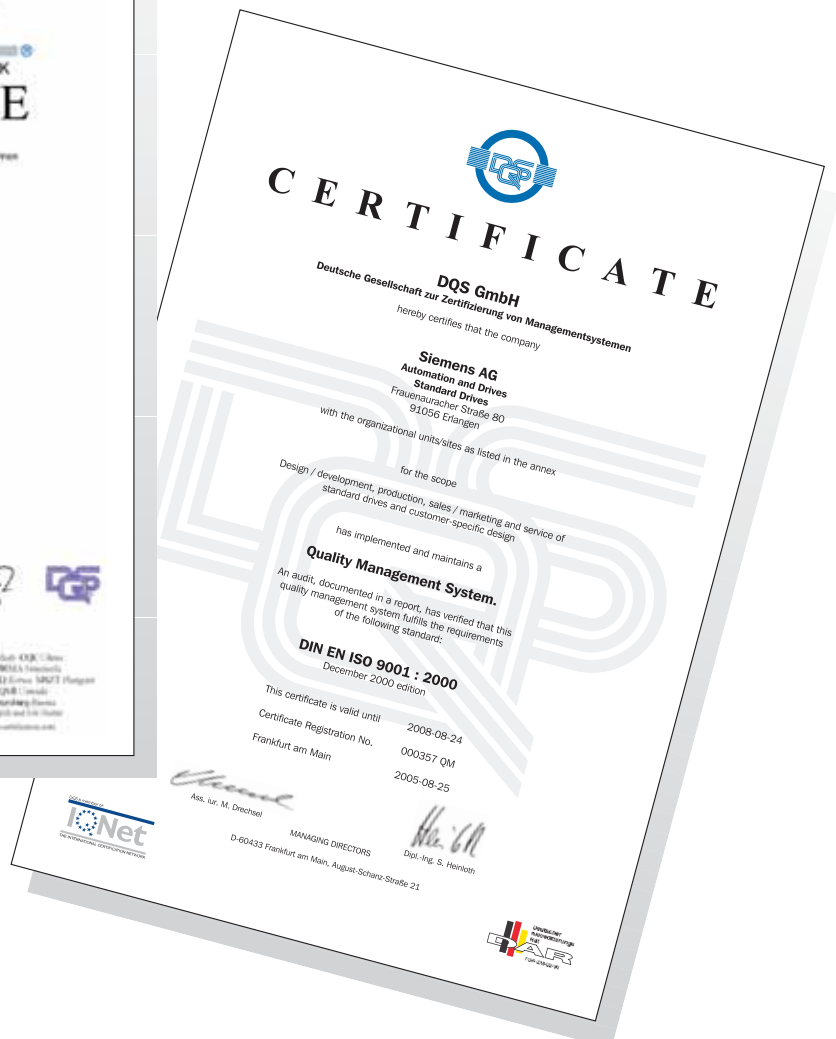 E
DQS
CERTIFICATE
DQS GmbH
Deutsche Gesellschaft zur Zertifizierung von Managementsystemen
hereby certifies that the company
Siemens AG
Automation and Drives
Standard Drives
Frauenauracher Straße 80
91056 Erlangen
with the organizational units/sites as listed in the annex
for the scope
Design / development, production, sales / marketing and service of
standard drives and customer-specific design
has implemented and maintains a
Quality Management System.
An audit, documented in a report, has verified that this
quality management system fulfills the requirements
of the following standard:
DIN EN ISO 9001 : 2000
December 2000 edition
This certificate is valid until 2008-08-24
Certificate Registration No. 000357 QM
Frankfurt am Main 2005-08-25
Ass. iur. M. Drechsel
MANAGING DIRECTORS
Dipl.-Ing. S. Heinloth
D-60433 Frankfurt am Main, August-Schanz-Straße 21
IQNet
THE INTERNATIONAL CERTIFICATION NETWORK
Deutscher
Akkreditierungs
Rat
DAR